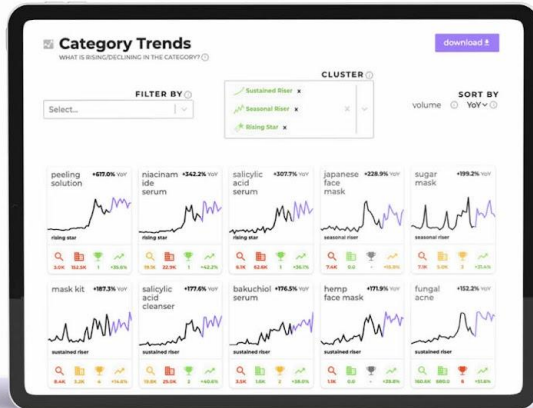 Category Trends
download
WHAT IS RISING/DECLINING IN THE CATEGORY?
CLUSTER
FILTER BY
Sustained Riser x
SORT BY
Select...
Seasonal Riser x
volume YoY
Rising Star x
peeling solution +617.0% YoY
niacinamide serum +342.2% YoY
salicylic acid serum +307.7% YoY
japanese face mask +228.9% YoY
sugar mask +199.2% YoY
rising star
rising star
rising star
seasonal riser
seasonal riser
mask kit +187.3% YoY
salicylic acid cleanser +177.6% YoY
bakuchiol serum +176.5% YoY
hemp face mask +171.9% YoY
fungal acne +152.2% YoY
sustained riser
sustained riser
sustained riser
sustained riser
sustained riser